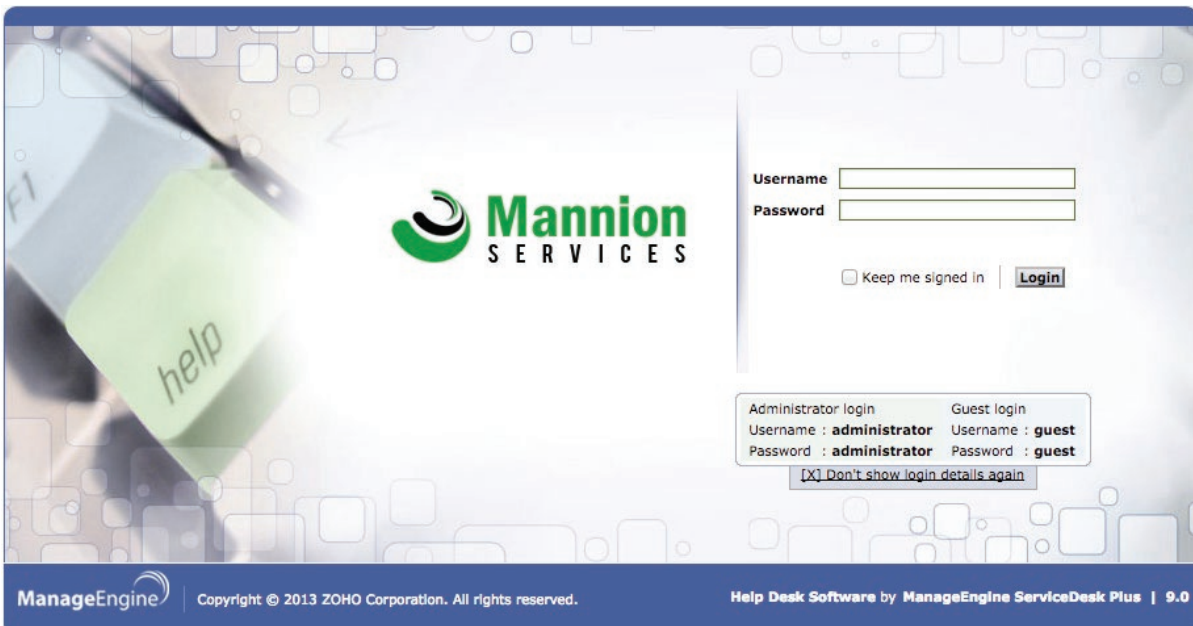 F1
help
Mannion
SERVICES
Username
Password
Keep me signed in
Login
Administrator login
Username : administrator
Password : administrator
Guest login
Username : guest
Password : guest
[X] Don't show login details again
ManageEngine
Copyright © 2013 ZOHO Corporation. All rights reserved.
Help Desk Software by ManageEngine ServiceDesk Plus | 9.0